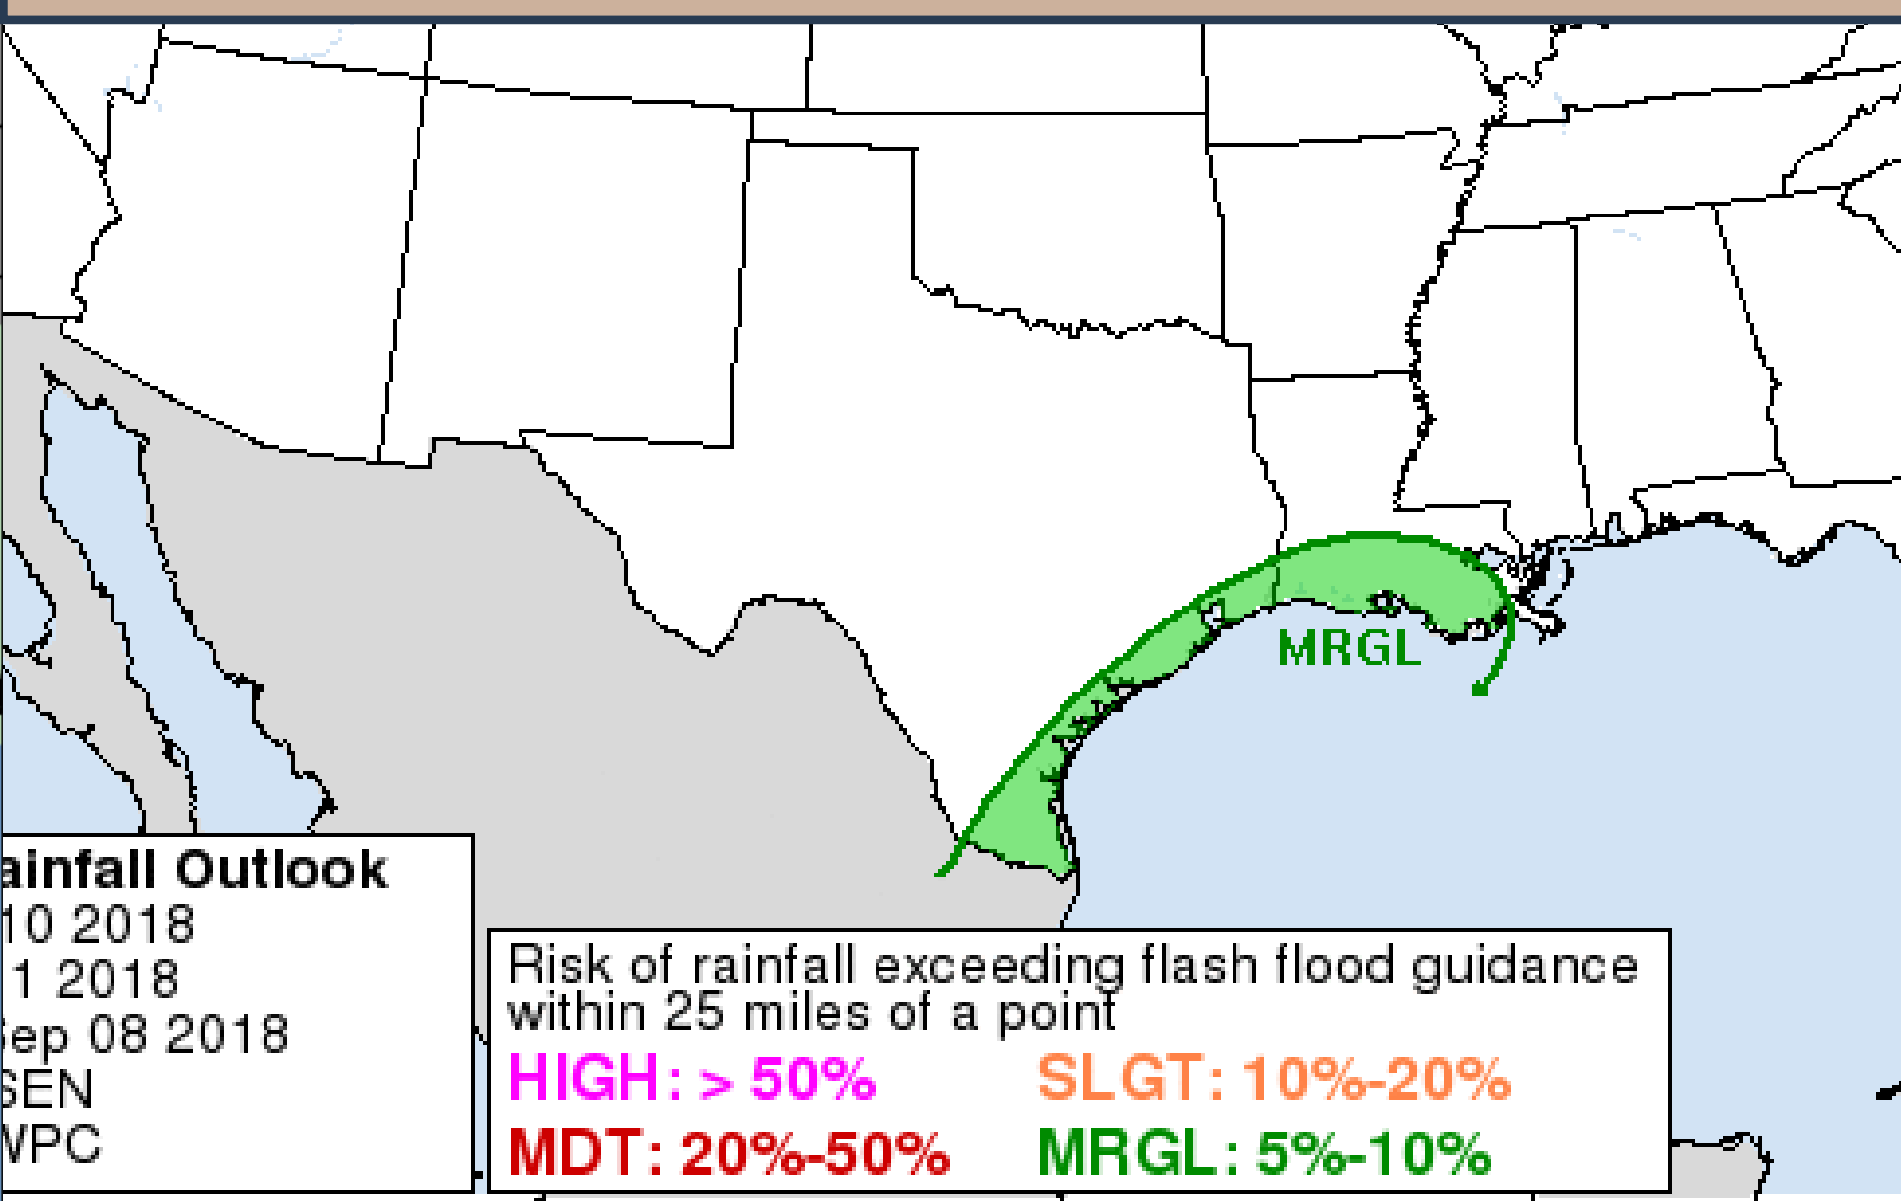 MRGL
ainfall Outlook
10 2018
1 2018
Sep 08 2018
SEN
WPC
Risk of rainfall exceeding flash flood guidance
within 25 miles of a point
HIGH: > 50% SLGT: 10%-20%
MDT: 20%-50% MRGL: 5%-10%